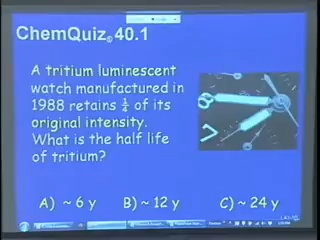 ChemQuiz® 40.1
A tritium luminescent
watch manufactured in
1988 retains ¼ of its
original intensity.
What is the half life
of tritium?
A) ~ 6 y B) ~ 12 y C) ~ 24 y